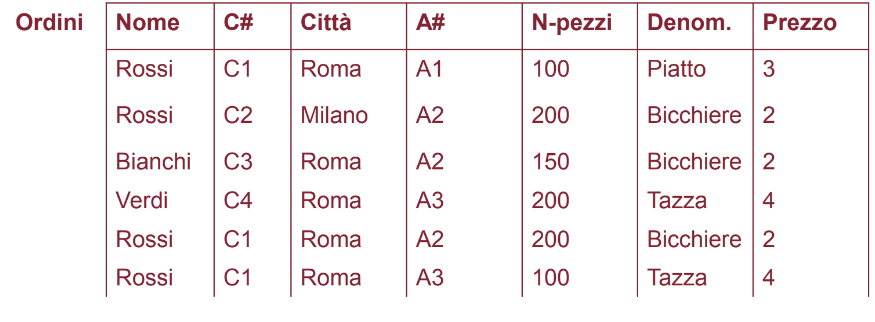 Ordini Nome C# Città A# N-pezzi Denom. Prezzo
Rossi C1 Roma A1 100 Piatto 3
Rossi C2 Milano A2 200 Bicchiere 2
Bianchi C3 Roma A2 150 Bicchiere 2
Verdi C4 Roma A3 200 Tazza 4
Rossi C1 Roma A2 200 Bicchiere 2
Rossi C1 Roma A3 100 Tazza 4